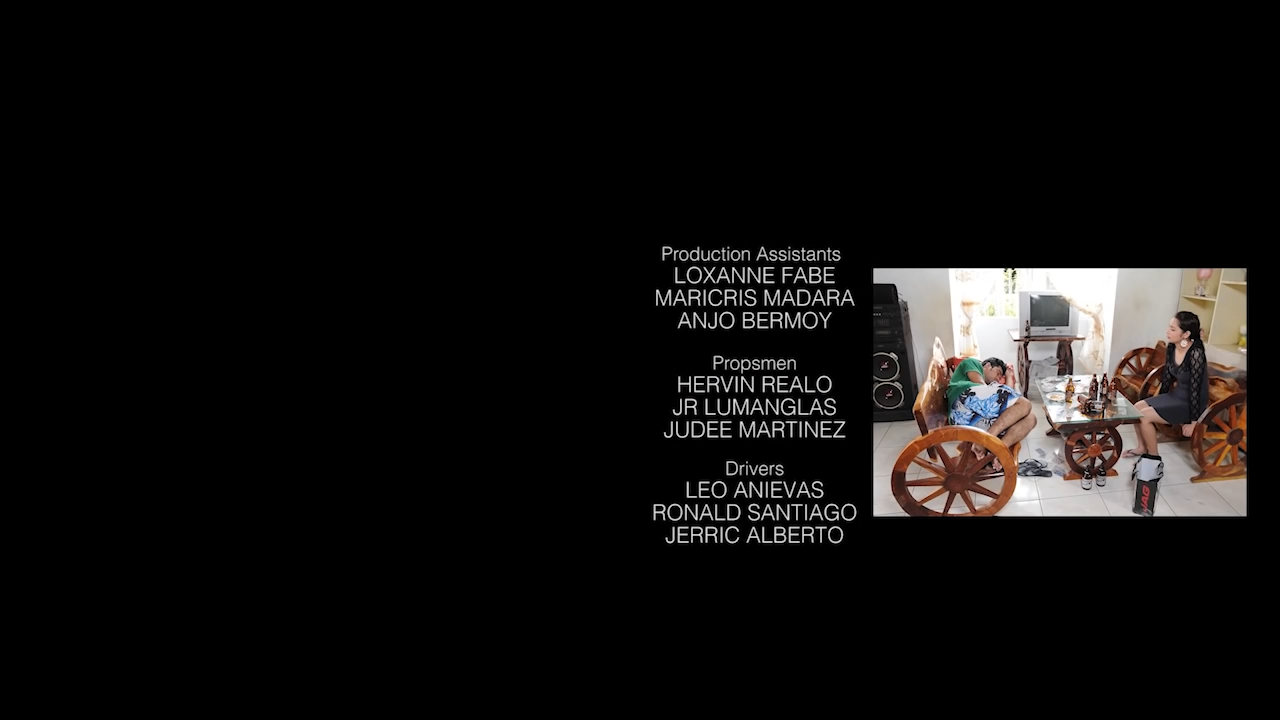 Production Assistants
LOXANNE FABE
MARICRIS MADARA
ANJO BERMOY
Propsmen
HERVIN REALO
JR LUMANGLAS
JUDEE MARTINEZ
Drivers
LEO ANIEVAS
RONALD SANTIAGO
JERRIC ALBERTO